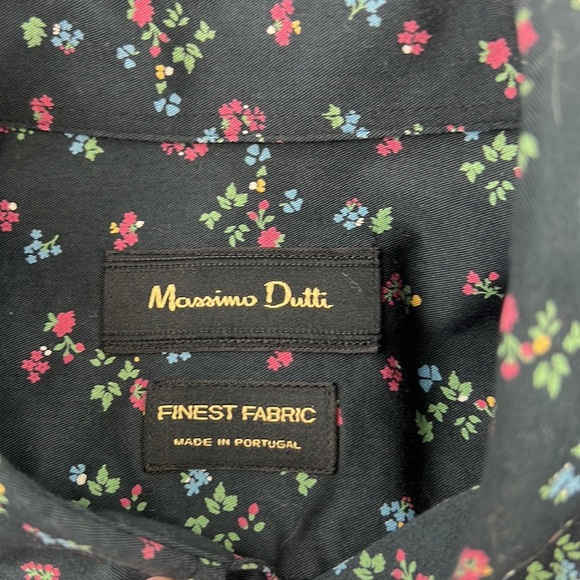 Massimo Dutti
FINEST FABRIC
MADE IN PORTUGAL